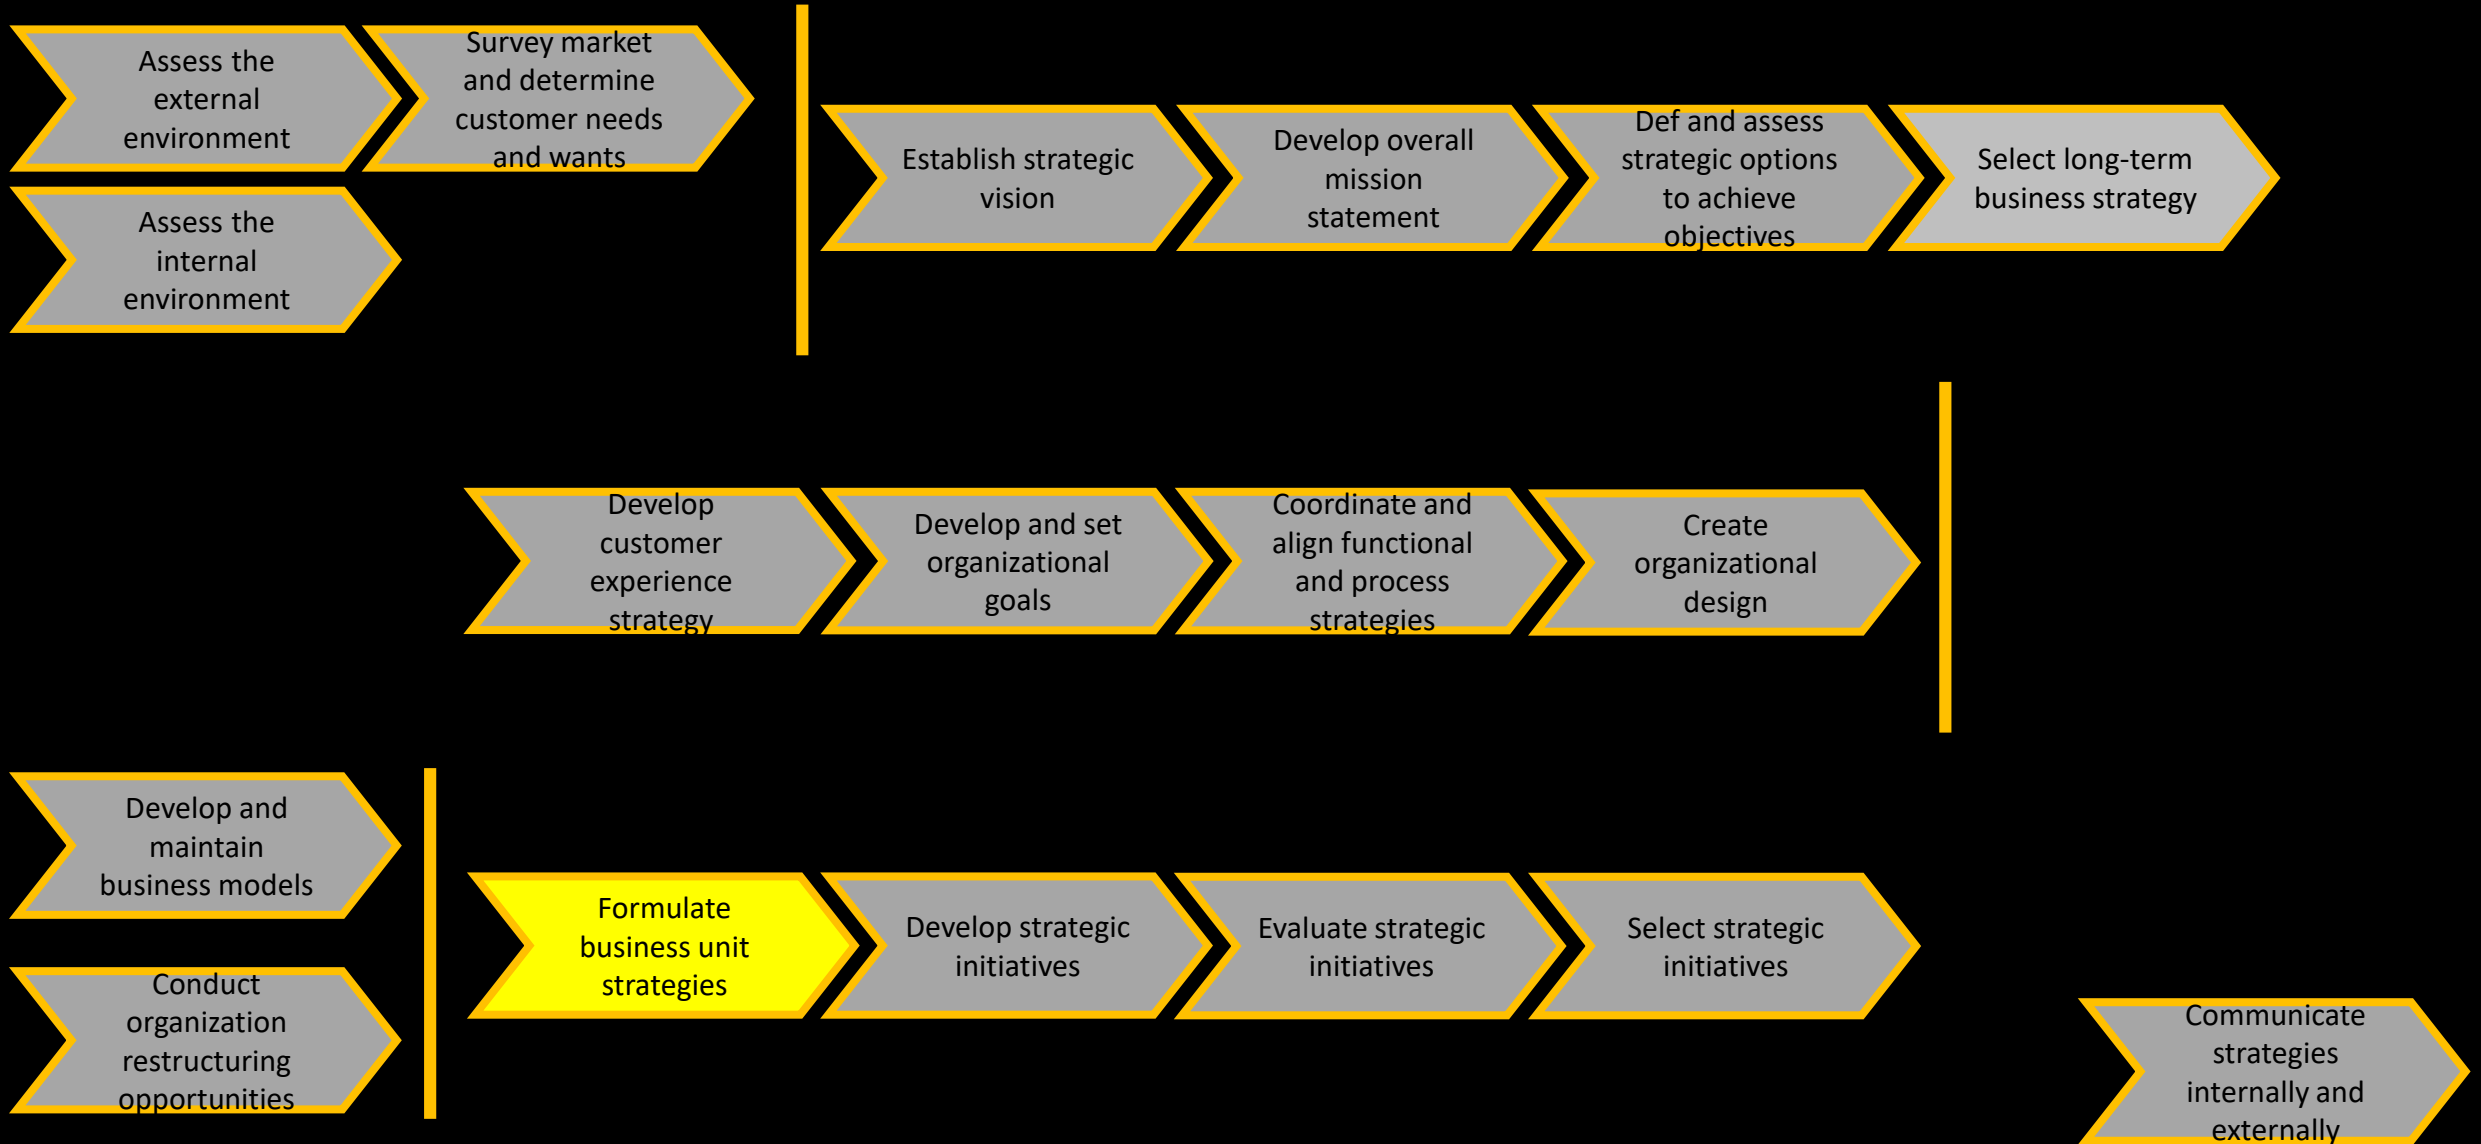 Assess the
external
environment
Survey market
and determine
customer needs
and wants
Assess the
internal
environment
Establish strategic
vision
Develop overall
mission
statement
Def and assess
strategic options
to achieve
objectives
Select long-term
business strategy
Develop
customer
experience
strategy
Develop and set
organizational
goals
Coordinate and
align functional
and process
strategies
Create
organizational
design
Develop and
maintain
business models
Conduct
organization
restructuring
opportunities
Formulate
business unit
strategies
Develop strategic
initiatives
Evaluate strategic
initiatives
Select strategic
initiatives
Communicate
strategies
internally and
externally